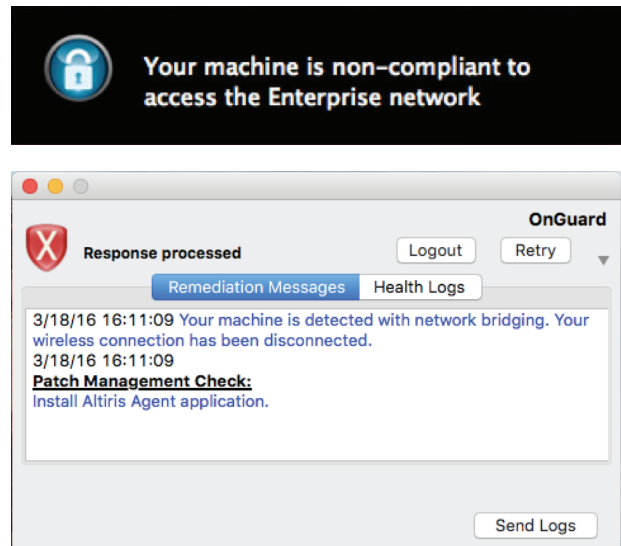 Your machine is non-compliant to
access the Enterprise network
OnGuard
Response processed
Logout
Retry
Remediation Messages
Health Logs
3/18/16 16:11:09 Your machine is detected with network bridging. Your
wireless connection has been disconnected.
3/18/16 16:11:09
Patch Management Check:
Install Altiris Agent application.
Send Logs